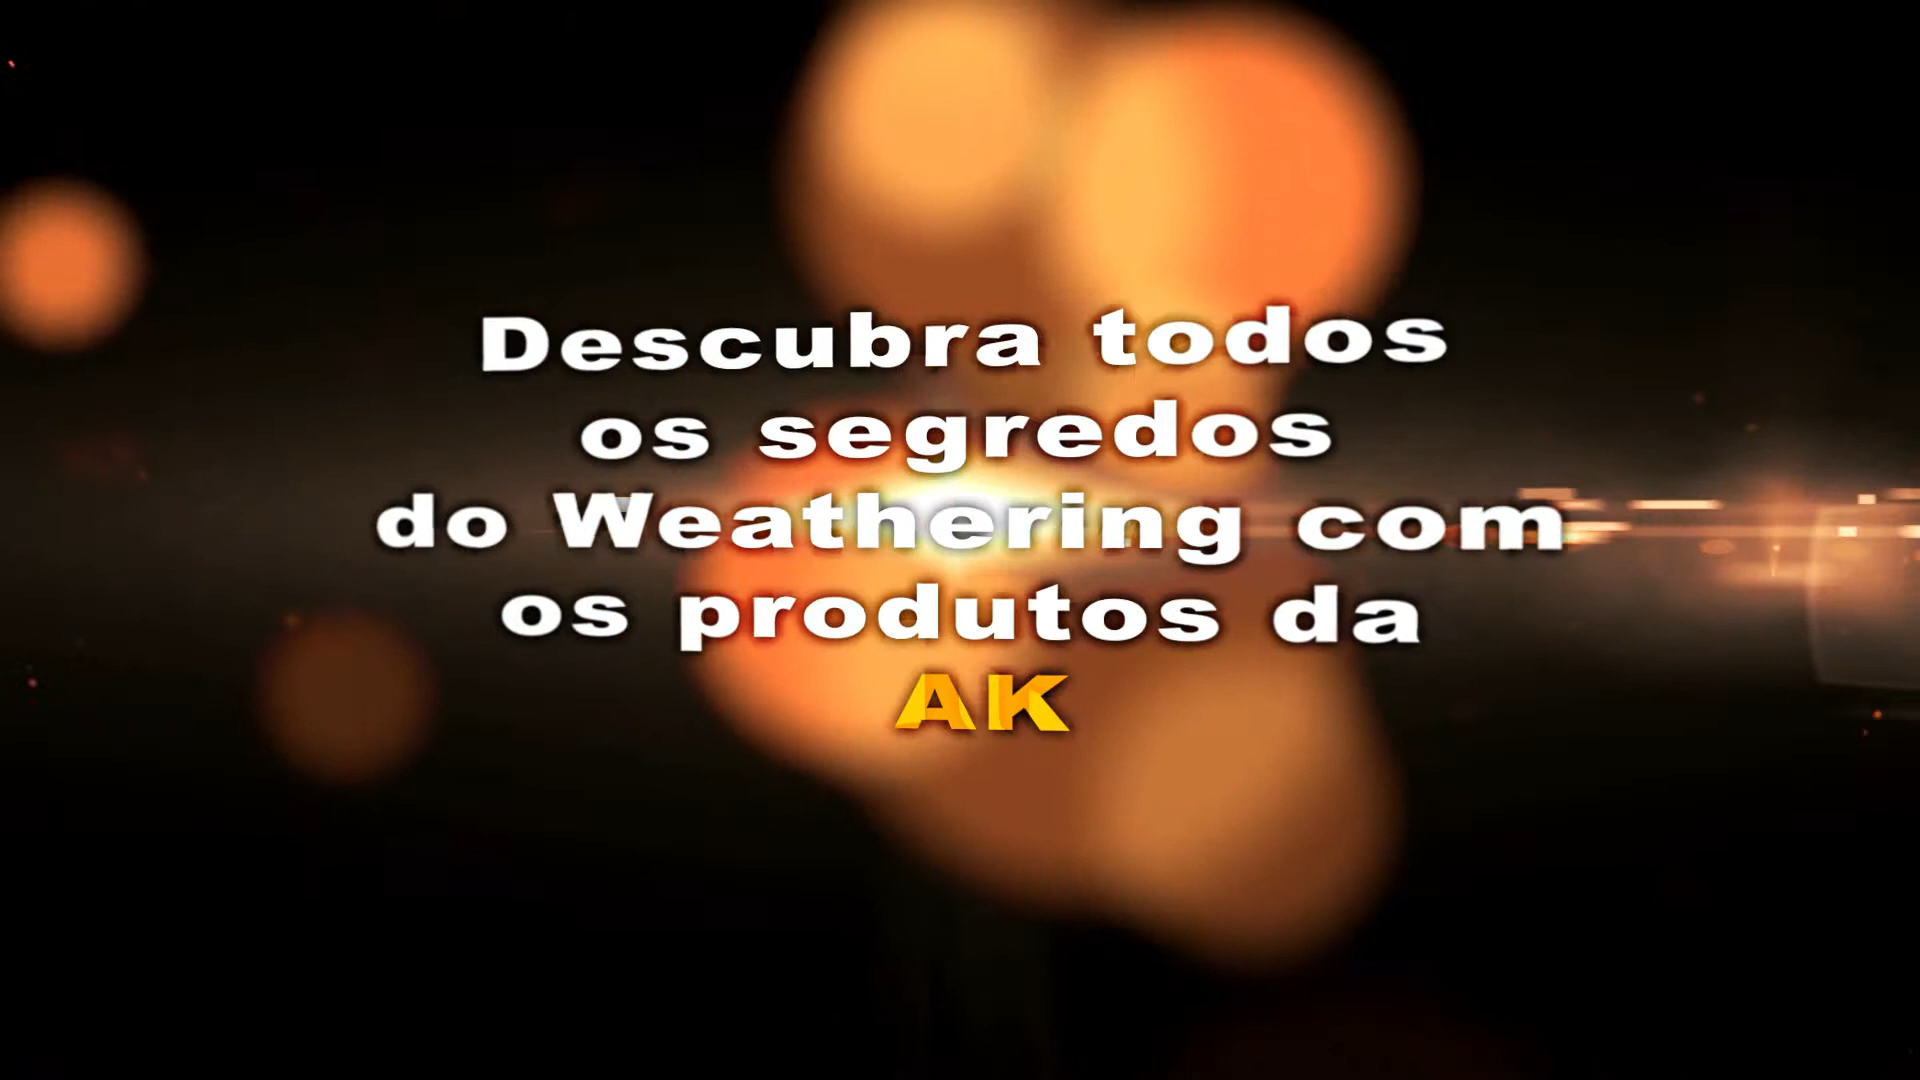 Descubra todos
os segredos
do Weathering com
os produtos da
AK